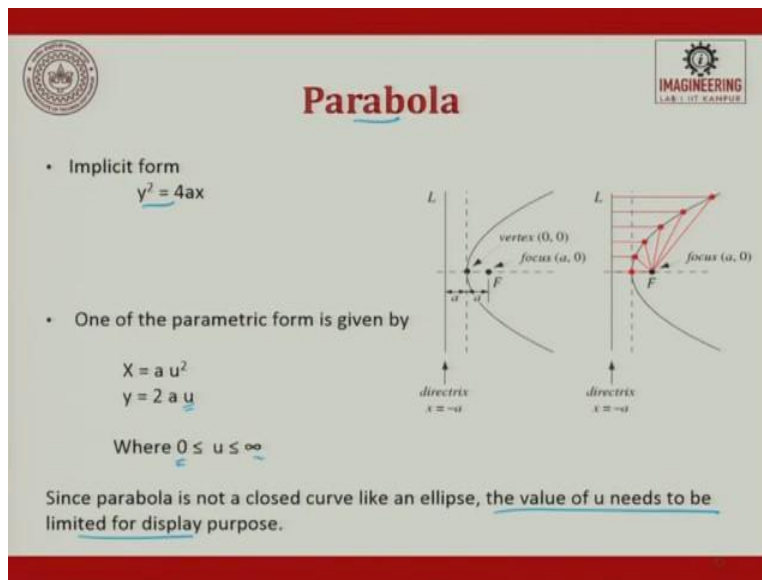 Parabola
IMAGINEERING
LAB I IIT KANPUR
• Implicit form
y² = 4ax
L
vertex (0, 0)
focus (a, 0)
F
a a
directrix
x = −a
L
focus (a, 0)
F
directrix
x = −a
• One of the parametric form is given by
X = a u²
y = 2 a u
Where 0 ≤ u ≤ ∞
Since parabola is not a closed curve like an ellipse, the value of u needs to be
limited for display purpose.